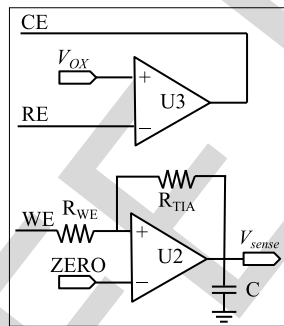 CE
V_OX
+
U3
RE
−
R_TIA
R_WE
WE
+
V_sense
U2
ZERO
−
C